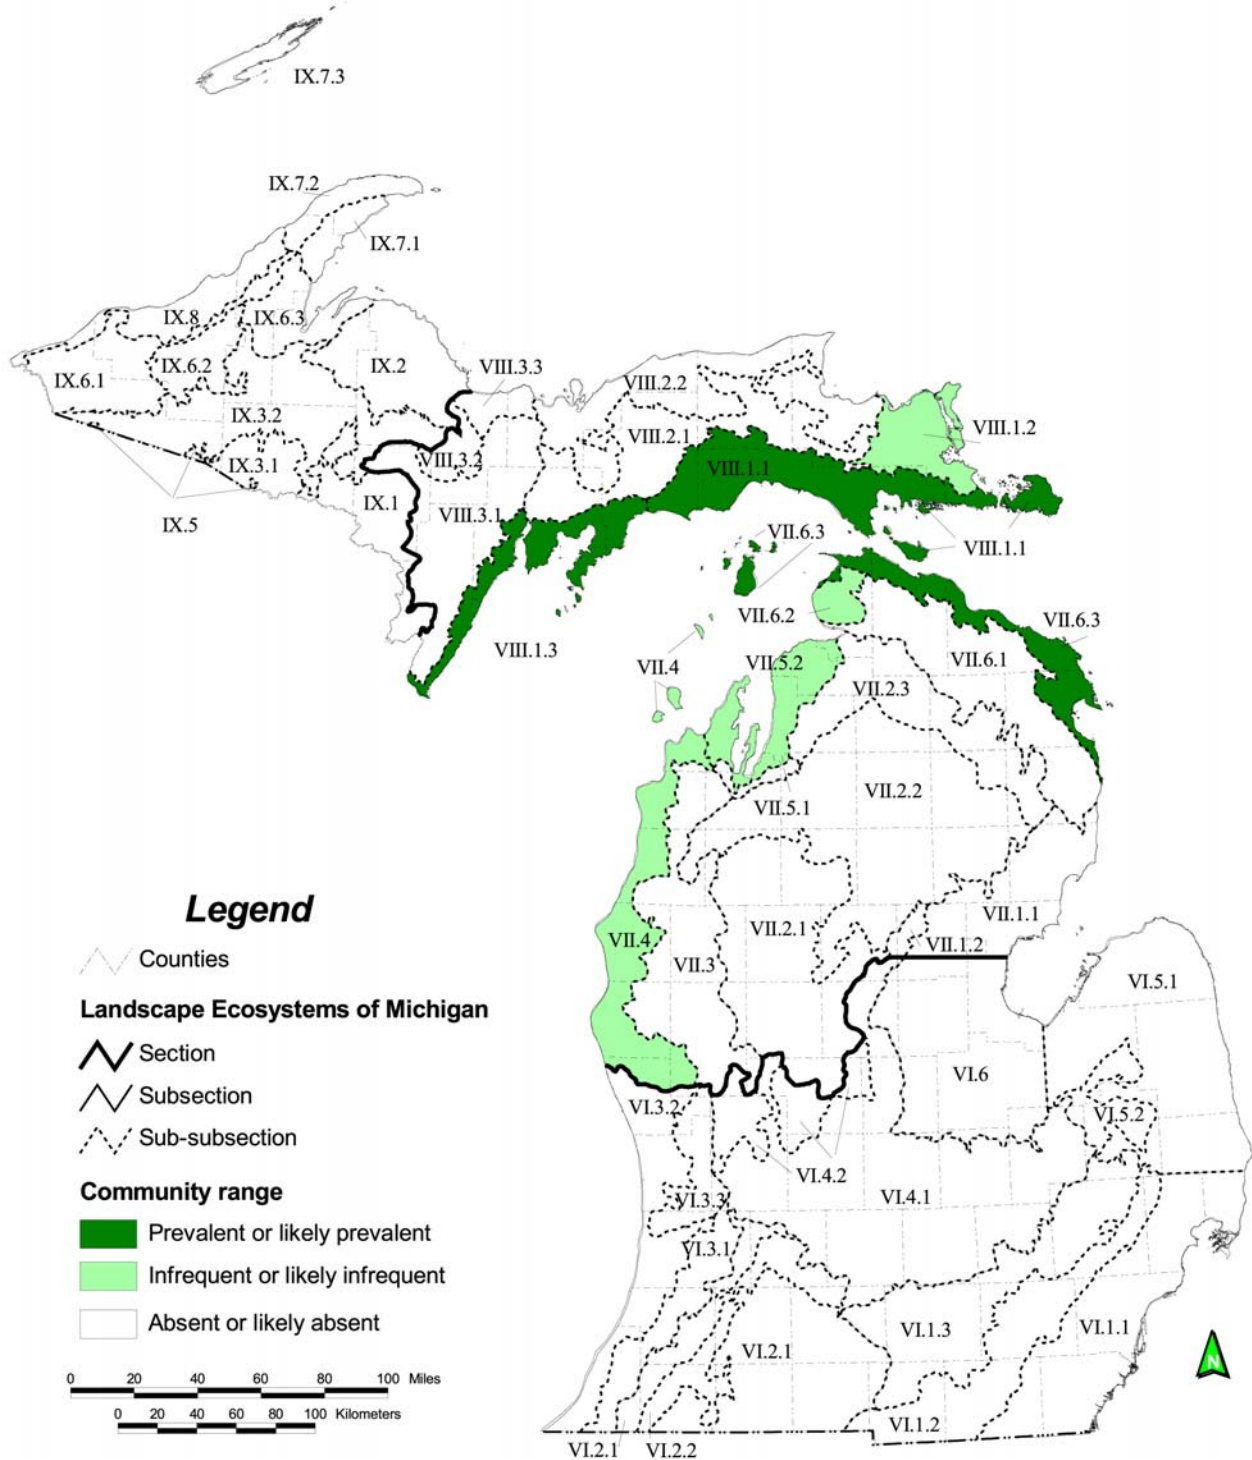 IX.7.3
IX.7.2
IX.7.1
IX.8
IX.6.3
IX.6.2
IX.2
VIII.3.3
VIII.2.2
IX.6.1
IX.3.2
VIII.2.1
VIII.1.2
VIII.3.2
VIII.1.1
IX.3.1
IX.1
VIII.3.1
IX.5
VII.6.3
VIII.1.1
VII.6.2
VII.6.3
VIII.1.3
VII.4
VII.5.2
VII.6.1
VII.2.3
VII.5.1
VII.2.2
VII.1.1
VII.2.1
VII.4
VII.1.2
VII.3
VI.5.1
VI.6
VI.3.2
VI.5.2
VI.4.2
VI.3.3
VI.4.1
VI.3.1
VI.1.3
VI.1.1
VI.2.1
VI.1.2
VI.2.1
VI.2.2
Legend
Counties
Landscape Ecosystems of Michigan
Section
Subsection
Sub-subsection
Community range
Prevalent or likely prevalent
Infrequent or likely infrequent
Absent or likely absent
0 20 40 60 80 100 Miles
0 20 40 60 80 100 Kilometers
N